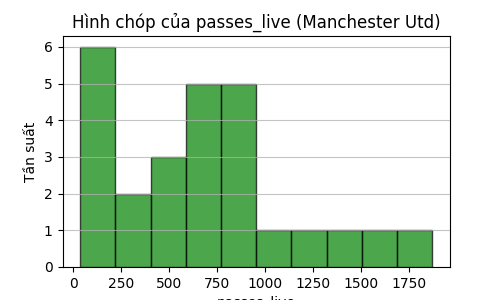 Hình chóp của passes_live (Manchester Utd)
Tần suất
6
5
4
3
2
1
0
0 250 500 750 1000 1250 1500 1750
passes_live